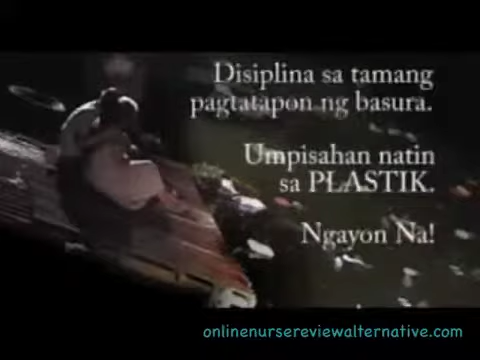 Disiplina sa tamang
pagtatapon ng basura.
Umpisahan natin
sa PLASTIK.
Ngayon Na!
onlinenursereviewalternative.com